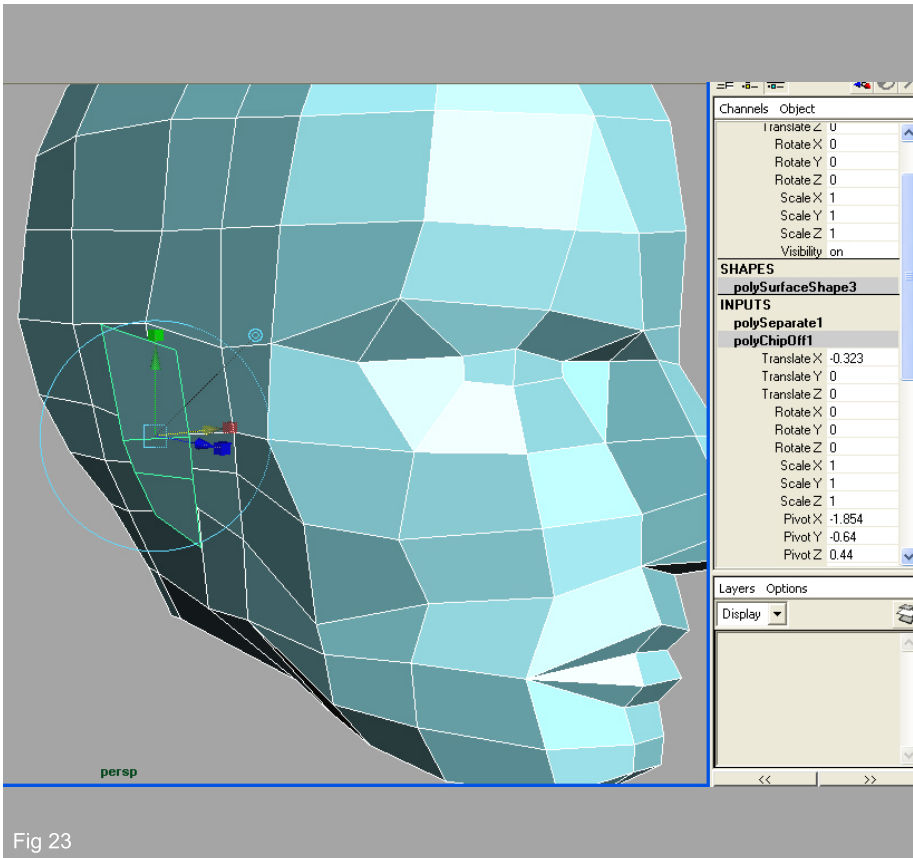 Channels Object
Translate Z 0
Rotate X 0
Rotate Y 0
Rotate Z 0
Scale X 1
Scale Y 1
Scale Z 1
Visibility on
SHAPES
polySurfaceShape3
INPUTS
polySeparate1
polyChipOff1
Translate X -0.323
Translate Y 0
Translate Z 0
Rotate X 0
Rotate Y 0
Rotate Z 0
Scale X 1
Scale Y 1
Scale Z 1
Pivot X -1.854
Pivot Y -0.64
Pivot Z 0.44
Layers Options
Display
<< >>
persp
Fig 23